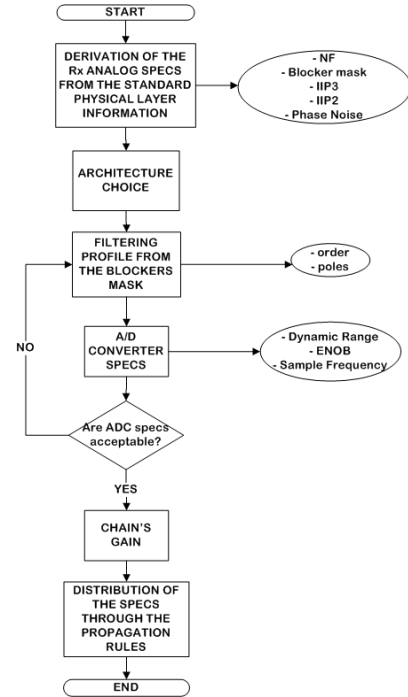 START
DERIVATION OF THE
Rx ANALOG SPECS
FROM THE STANDARD
PHYSICAL LAYER
INFORMATION
- NF
- Blocker mask
- IIP3
- IIP2
- Phase Noise
ARCHITECTURE
CHOICE
FILTERING
PROFILE FROM
THE BLOCKERS
MASK
- order
- poles
NO
A/D
CONVERTER
SPECS
- Dynamic Range
- ENOB
- Sample Frequency
Are ADC specs
acceptable?
YES
CHAIN'S
GAIN
DISTRIBUTION OF
THE SPECS
THROUGH THE
PROPAGATION
RULES
END